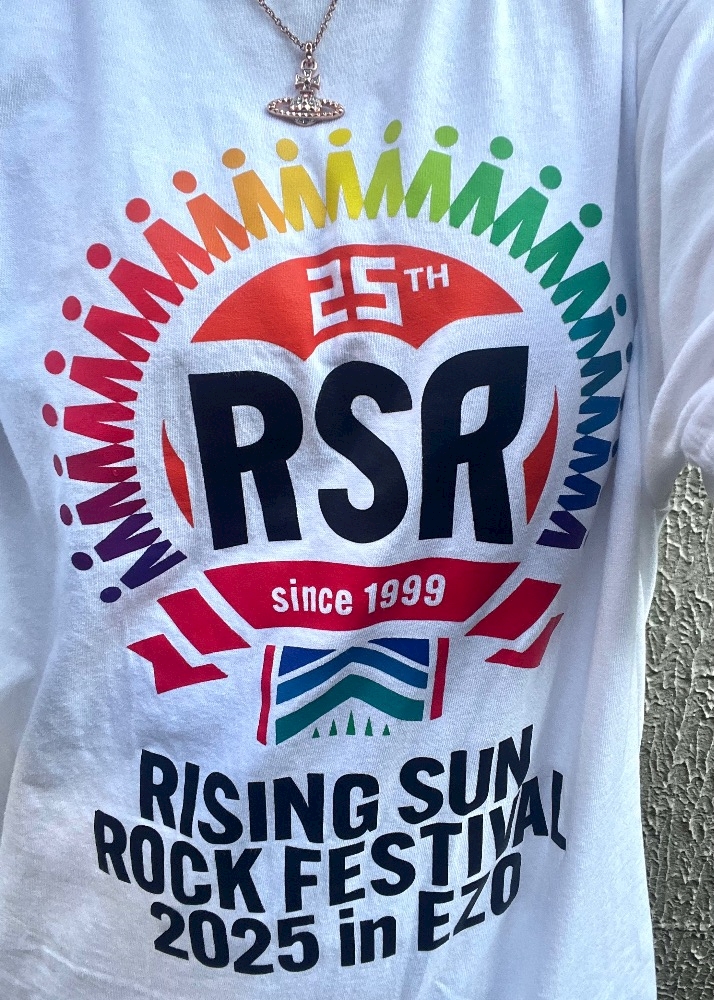 25TH
RSR
since 1999
RISING SUN
ROCK FESTIVAL
2025 in EZO